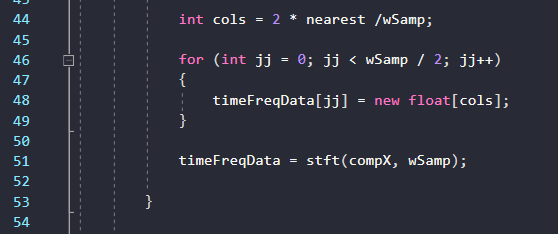 44 int cols = 2 * nearest /wSamp;
45
46 for (int jj = 0; jj < wSamp / 2; jj++)
47 {
48 timeFreqData[jj] = new float[cols];
49 }
50
51 timeFreqData = stft(compX, wSamp);
52
53 }
54